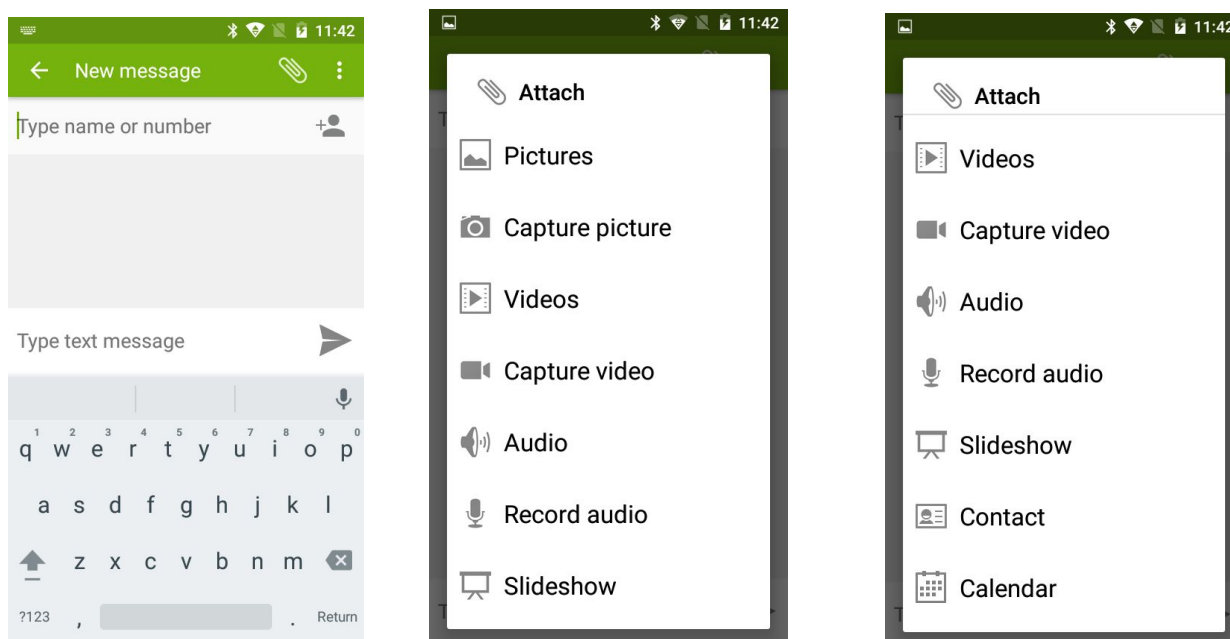 11:42
New message
Type name or number
Type text message
1 2 3 4 5 6 7 8 9 0
q w e r t y u i o p
a s d f g h j k l
z x c v b n m
?123 , . Return
11:42
Attach
Pictures
Capture picture
Videos
Capture video
Audio
Record audio
Slideshow
11:42
Attach
Videos
Capture video
Audio
Record audio
Slideshow
Contact
Calendar